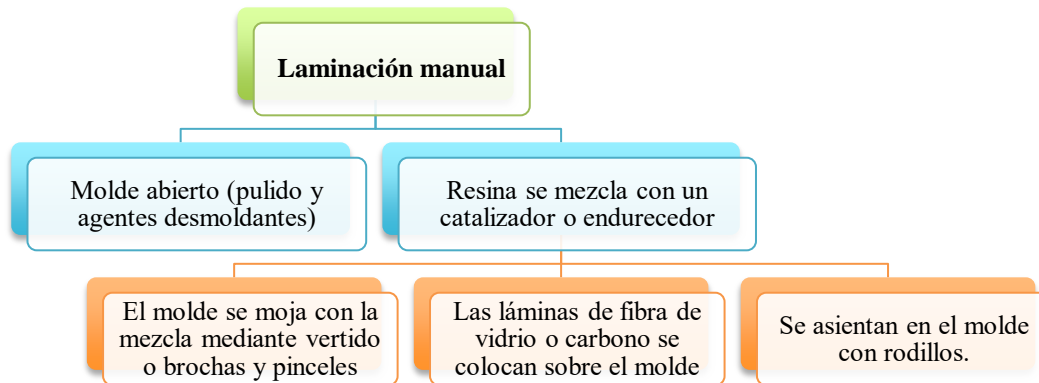 Laminación manual
Molde abierto (pulido y
agentes desmoldantes)
Resina se mezcla con un
catalizador o endurecedor
El molde se moja con la
mezcla mediante vertido
o brochas y pinceles
Las láminas de fibra de
vidrio o carbono se
colocan sobre el molde
Se asientan en el molde
con rodillos.